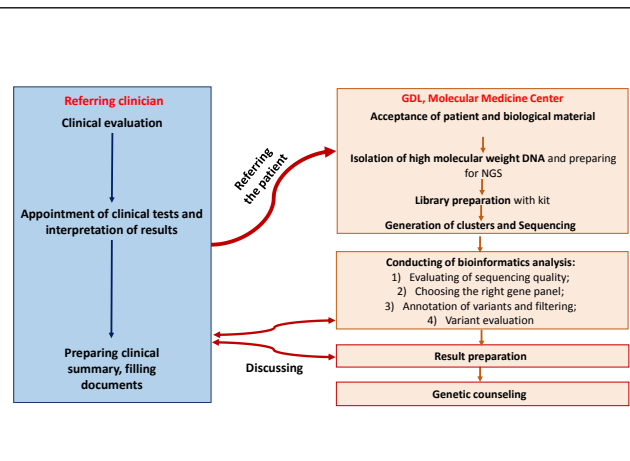 Referring clinician
Clinical evaluation
Appointment of clinical tests and
interpretation of results
Preparing clinical
summary, filling
documents
Referring
the patient
Discussing
GDL, Molecular Medicine Center
Acceptance of patient and biological material
Isolation of high molecular weight DNA and preparing
for NGS
Library preparation with kit
Generation of clusters and Sequencing
Conducting of bioinformatics analysis:
1) Evaluating of sequencing quality;
2) Choosing the right gene panel;
3) Annotation of variants and filtering;
4) Variant evaluation
Result preparation
Genetic counseling